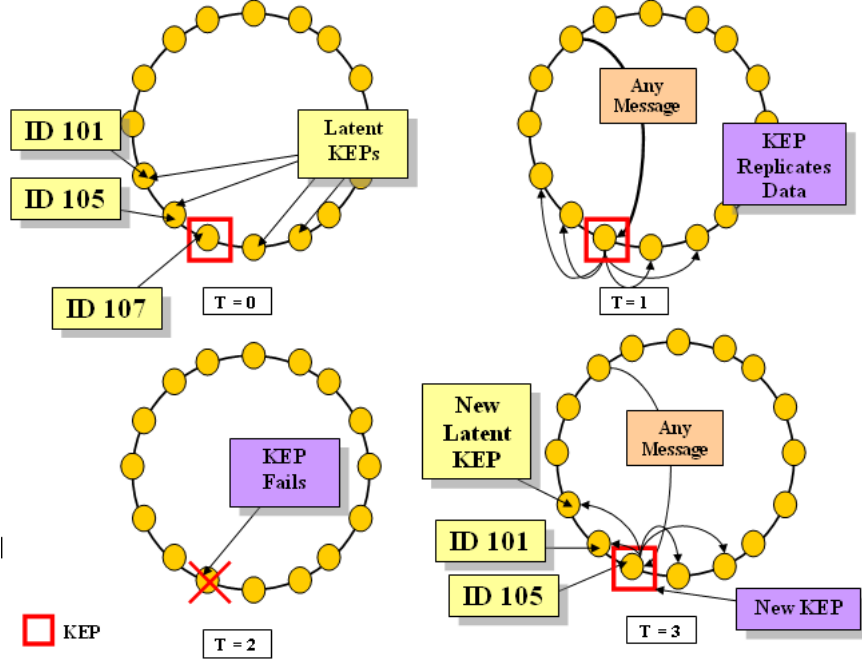 ID 101
Latent
KEPs
ID 105
ID 107
T = 0
Any
Message
KEP
Replicates
Data
T = 1
KEP
Fails
KEP
T = 2
New
Latent
KEP
Any
Message
ID 101
ID 105
New KEP
T = 3